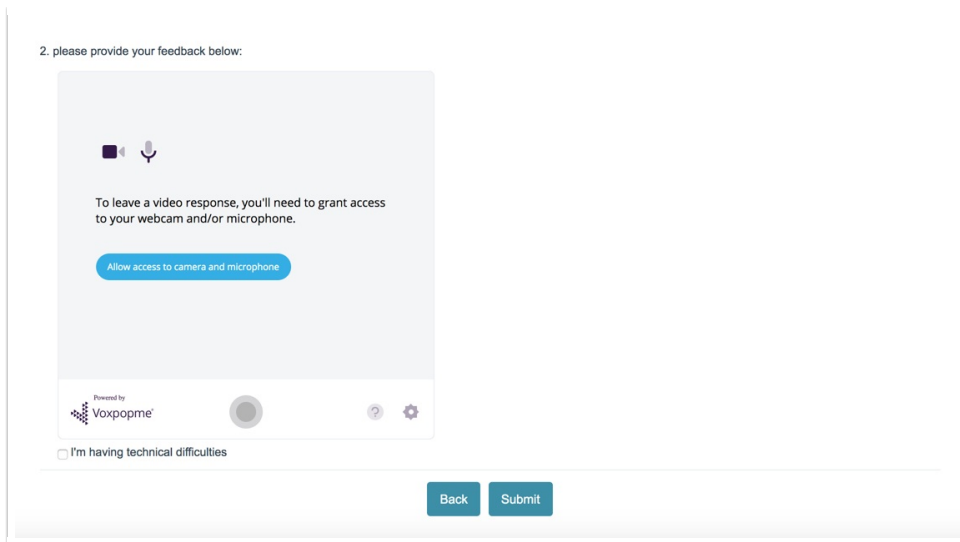 2. please provide your feedback below:
To leave a video response, you'll need to grant access
to your webcam and/or microphone.
Allow access to camera and microphone
Powered by
Voxpopme
?
I'm having technical difficulties
Back
Submit